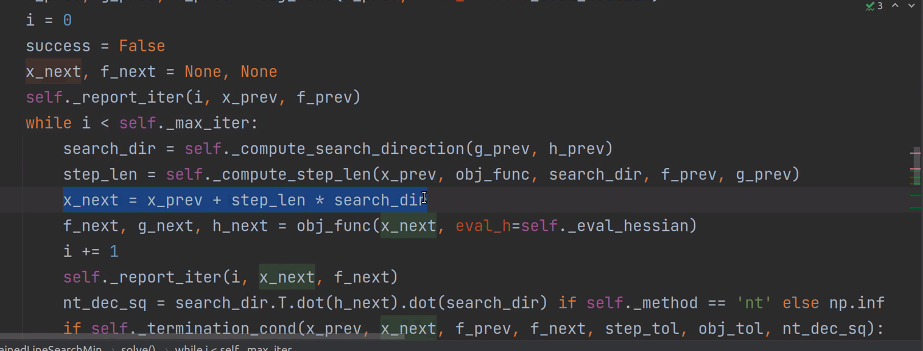 i = 0
3
success = False
x_next, f_next = None, None
self._report_iter(i, x_prev, f_prev)
while i < self._max_iter:
search_dir = self._compute_search_direction(g_prev, h_prev)
step_len = self._compute_step_len(x_prev, obj_func, search_dir, f_prev, g_prev)
x_next = x_prev + step_len * search_dir
f_next, g_next, h_next = obj_func(x_next, eval_h=self._eval_hessian)
i += 1
self._report_iter(i, x_next, f_next)
nt_dec_sq = search_dir.T.dot(h_next).dot(search_dir) if self._method == 'nt' else np.inf
if self._termination_cond(x_prev, x_next, f_prev, f_next, step_tol, obj_tol, nt_dec_sq):
ainedLineSearchMin > solve() > while i < self._max_iter